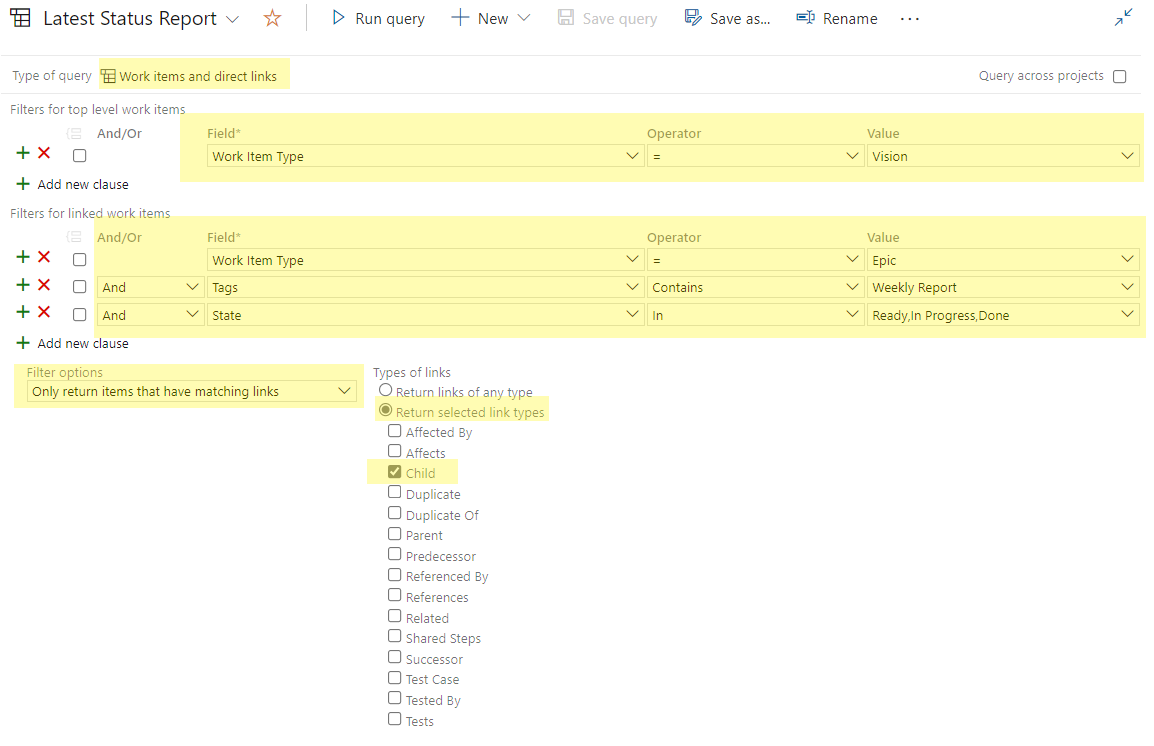 Latest Status Report Run query New Save query Save as... Rename ...
Type of query Work items and direct links Query across projects
Filters for top level work items
And/Or Field* Operator Value
Work Item Type = Vision
Add new clause
Filters for linked work items
And/Or Field* Operator Value
Work Item Type = Epic
And Tags Contains Weekly Report
And State In Ready,In Progress,Done
Add new clause
Filter options
Only return items that have matching links
Types of links
Return links of any type
Return selected link types
Affected By
Affects
Child
Duplicate
Duplicate Of
Parent
Predecessor
Referenced By
References
Related
Shared Steps
Successor
Test Case
Tested By
Tests